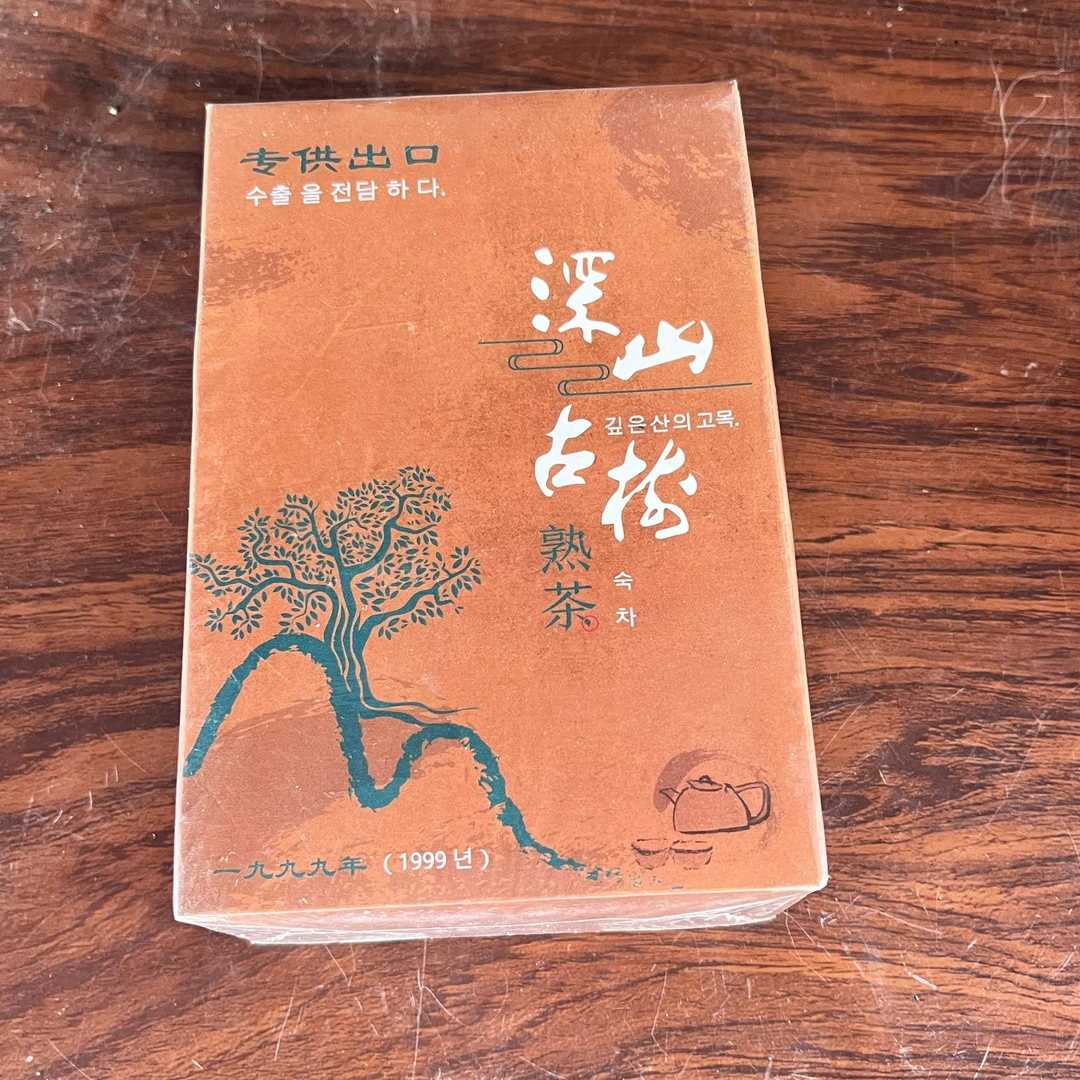 专供出口
수출을전담하다.
深山
古树
깊은산의고목.
熟茶
숙차
一九九九年 (1999년)